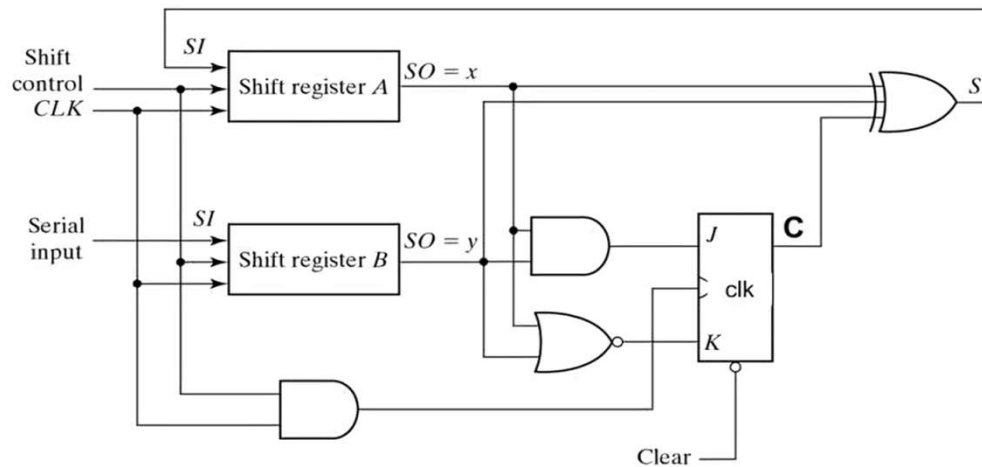 SI
Shift
control
CLK
Shift register A
SO = x
S
Serial
input
SI
Shift register B
SO = y
J
C
clk
K
Clear